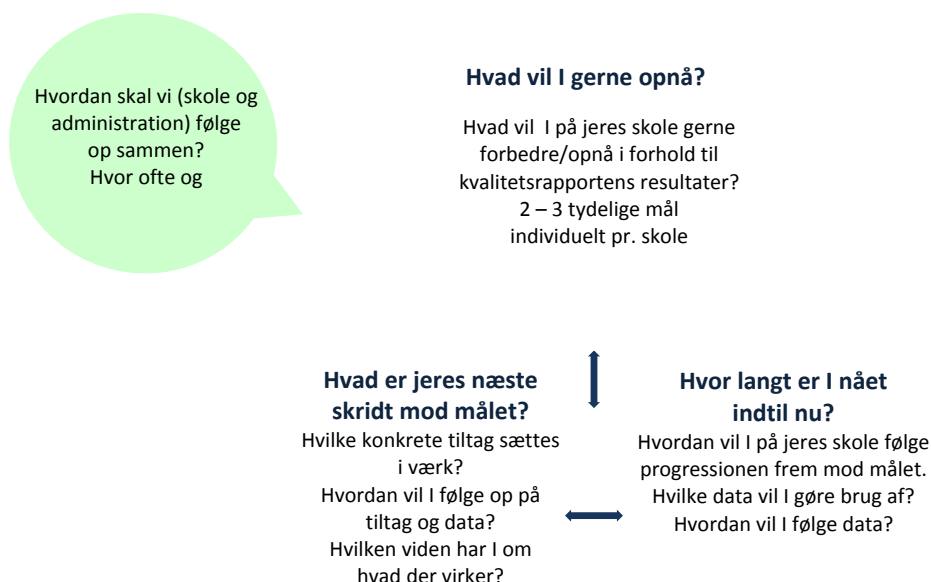 Hvordan skal vi (skole og
administration) følge
op sammen?
Hvor ofte og
Hvad vil I gerne opnå?
Hvad vil  I på jeres skole gerne
forbedre/opnå i forhold til
kvalitetsrapportens resultater?
2 – 3 tydelige mål
individuelt pr. skole
Hvad er jeres næste
skridt mod målet?
Hvilke konkrete tiltag sættes
i værk?
Hvordan vil I følge op på
tiltag og data?
Hvilken viden har I om
hvad der virker?
Hvor langt er I nået
indtil nu?
Hvordan vil I på jeres skole følge
progressionen frem mod målet.
Hvilke data vil I gøre brug af?
Hvordan vil I følge data?